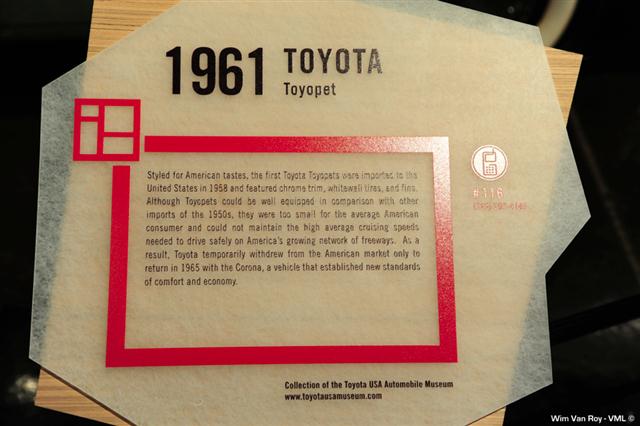 1961 TOYOTA
Toyopet
Styled for American tastes, the first Toyota Toyopets were imported to the
United States in 1958 and featured chrome trim, whitewall tires, and fins.
Although Toyopets could be well equipped in comparison with other
imports of the 1950s, they were too small for the average American
consumer and could not maintain the high average cruising speeds
needed to drive safely on America's growing network of freeways. As a
result, Toyota temporarily withdrew from the American market only to
return in 1965 with the Corona, a vehicle that established new standards
of comfort and economy.
#116
Collection of the Toyota USA Automobile Museum
www.toyotausamuseum.com
Wim Van Roy - VML ©